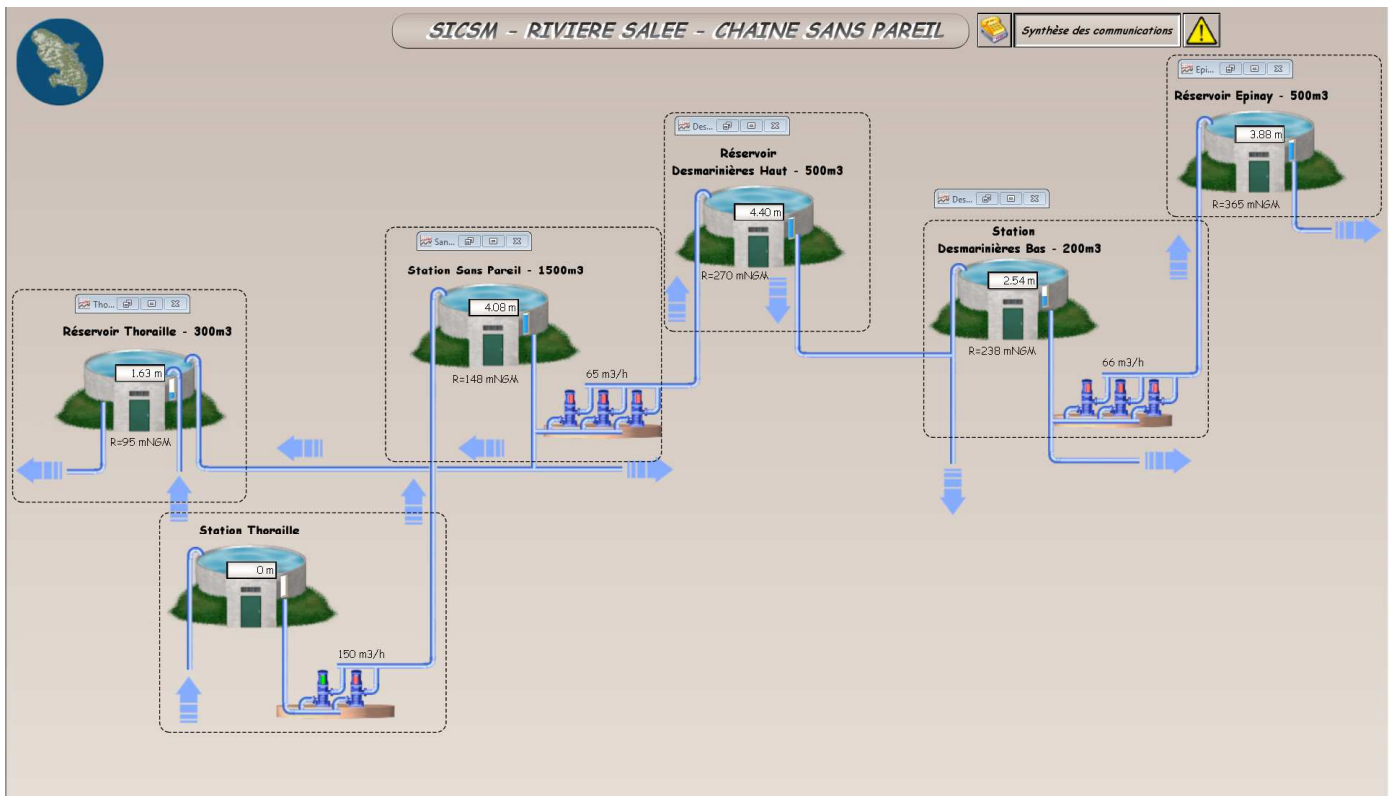 SICSM - RIVIERE SALEE - CHAINE SANS PAREIL
Synthèse des communications
Epi...
Réservoir Epinay - 500m3
3.88 m
R=365 mNGM
Des...
Réservoir
Desmarinières Haut - 500m3
4.40 m
R=270 mNGM
Des...
Station
Desmarinières Bas - 200m3
2.54 m
R=238 mNGM
66 m3/h
San...
Station Sans Pareil - 1500m3
4.08 m
R=148 mNGM
65 m3/h
Tho...
Réservoir Thoraille - 300m3
1.63 m
R=95 mNGM
Station Thoraille
0 m
150 m3/h